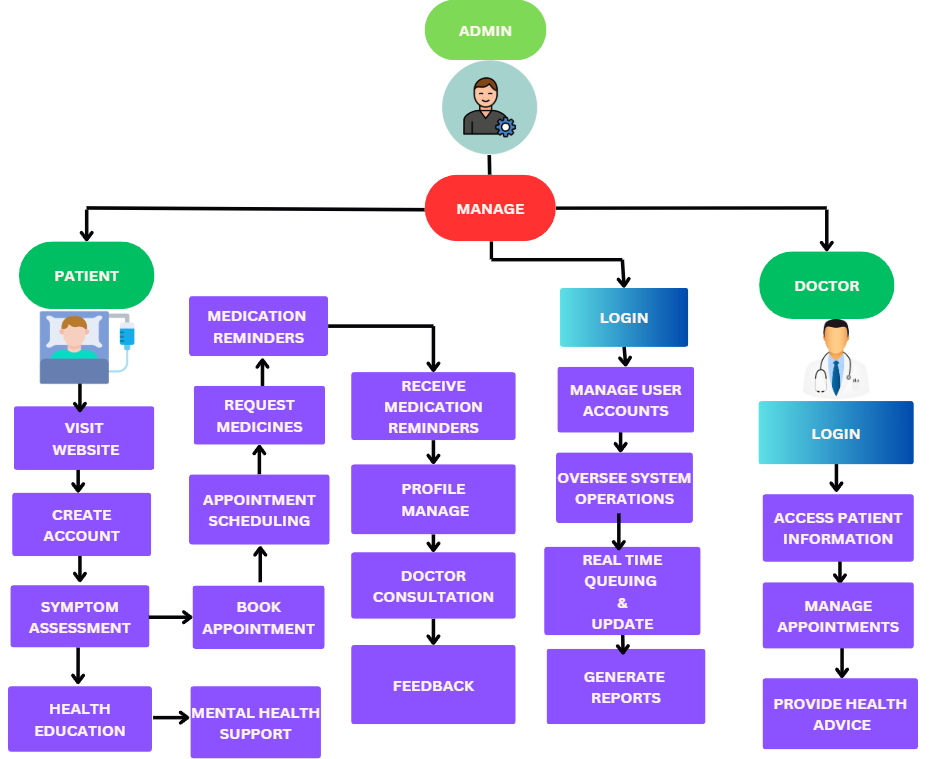 ADMIN
MANAGE
PATIENT
VISIT
WEBSITE
CREATE
ACCOUNT
SYMPTOM
ASSESSMENT
HEALTH
EDUCATION
MENTAL HEALTH
SUPPORT
BOOK
APPOINTMENT
APPOINTMENT
SCHEDULING
REQUEST
MEDICINES
MEDICATION
REMINDERS
RECEIVE
MEDICATION
REMINDERS
PROFILE
MANAGE
DOCTOR
CONSULTATION
FEEDBACK
LOGIN
MANAGE USER
ACCOUNTS
OVERSEE SYSTEM
OPERATIONS
REAL TIME
QUEUING
&
UPDATE
GENERATE
REPORTS
DOCTOR
LOGIN
ACCESS PATIENT
INFORMATION
MANAGE
APPOINTMENTS
PROVIDE HEALTH
ADVICE